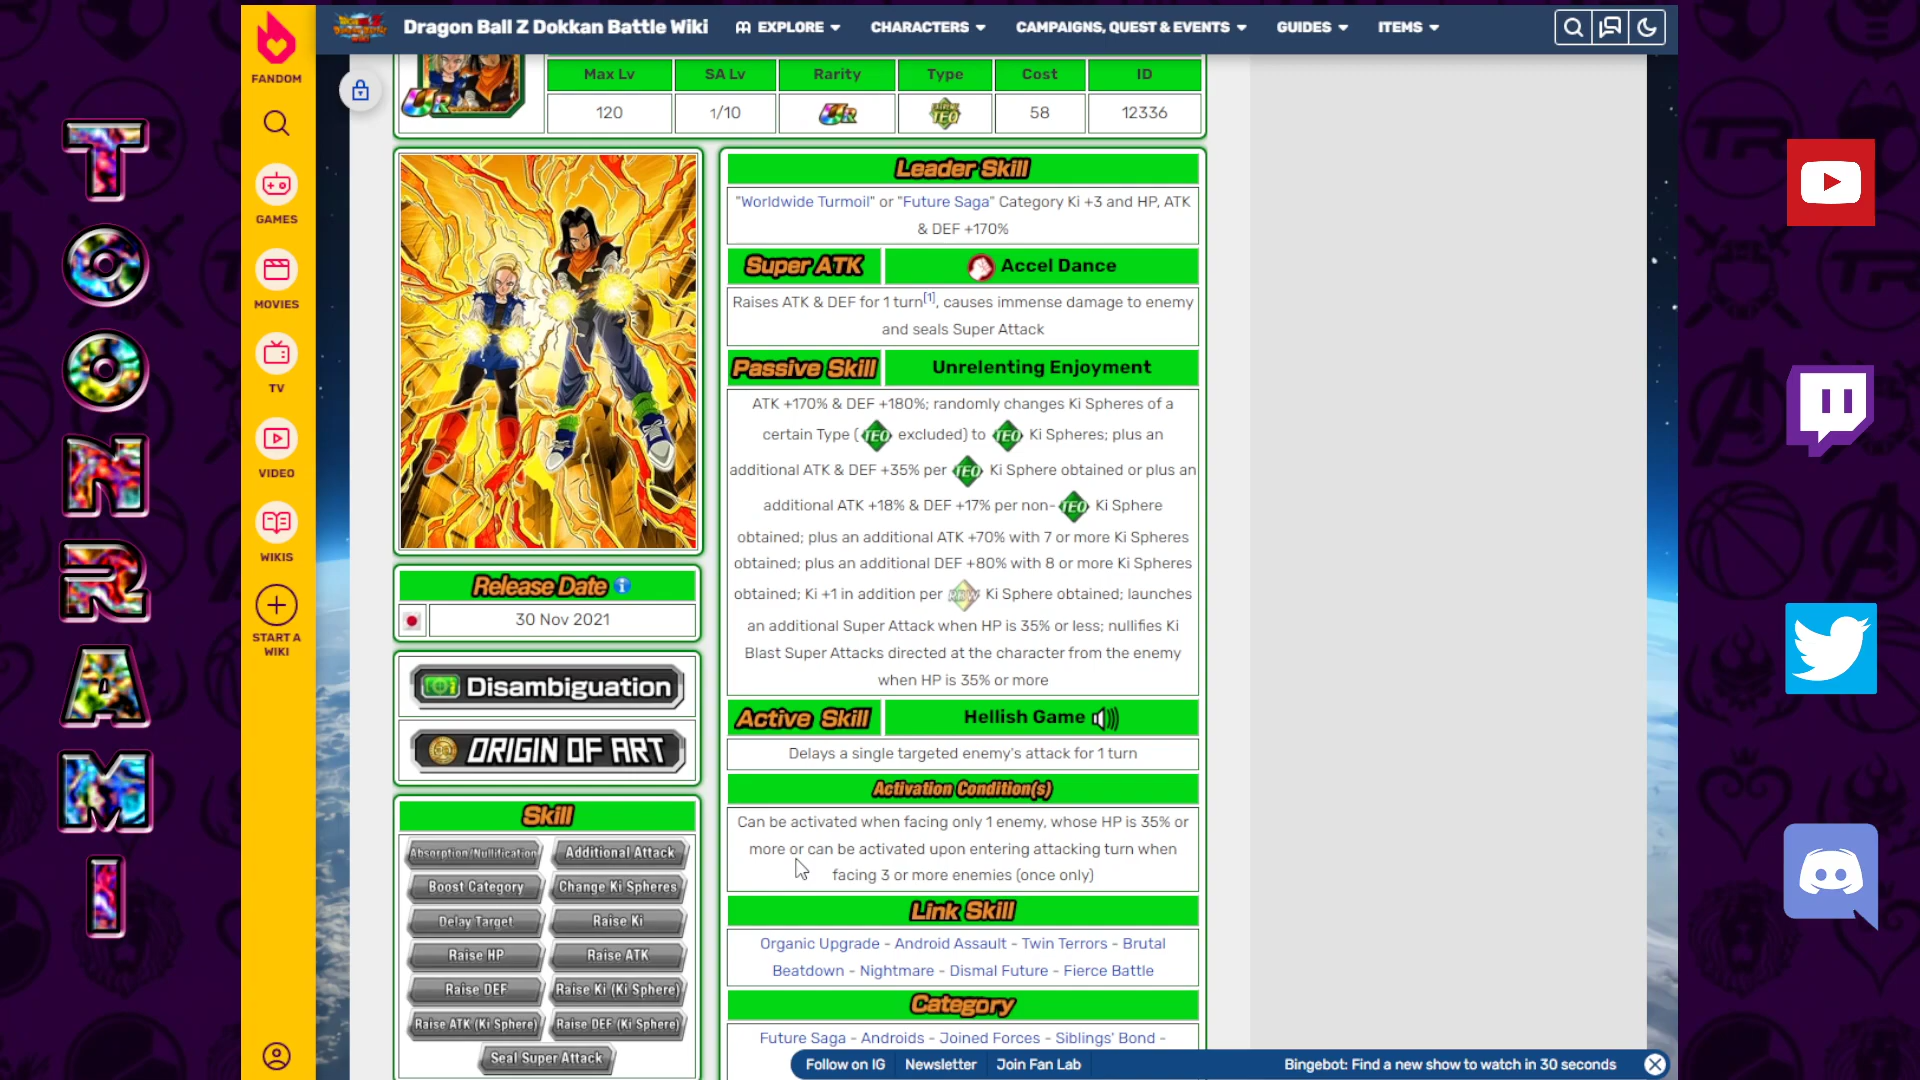 Dragon Ball Z Dokkan Battle Wiki
EXPLORE
CHARACTERS
CAMPAIGNS, QUEST & EVENTS
GUIDES
ITEMS
TOONRAMI
FANDOM
GAMES
MOVIES
TV
VIDEO
WIKIS
START A
WIKI
UR
Max Lv
SA Lv
Rarity
Type
Cost
ID
120
1/10
UR
TEQ
58
12336
Leader Skill
"Worldwide Turmoil" or "Future Saga" Category Ki +3 and HP, ATK
& DEF +170%
Super ATK
Accel Dance
Raises ATK & DEF for 1 turn[1], causes immense damage to enemy
and seals Super Attack
Passive Skill
Unrelenting Enjoyment
ATK +170% & DEF +180%; randomly changes Ki Spheres of a
certain Type (TEQ excluded) to TEQ Ki Spheres; plus an
additional ATK & DEF +35% per TEQ Ki Sphere obtained or plus an
additional ATK +18% & DEF +17% per non-TEQ Ki Sphere
obtained; plus an additional ATK +70% with 7 or more Ki Spheres
obtained; plus an additional DEF +80% with 8 or more Ki Spheres
obtained; Ki +1 in addition per RBW Ki Sphere obtained; launches
an additional Super Attack when HP is 35% or less; nullifies Ki
Blast Super Attacks directed at the character from the enemy
when HP is 35% or more
Active Skill
Hellish Game
Delays a single targeted enemy's attack for 1 turn
Activation Condition(s)
Can be activated when facing only 1 enemy, whose HP is 35% or
more or can be activated upon entering attacking turn when
facing 3 or more enemies (once only)
Link Skill
Organic Upgrade - Android Assault - Twin Terrors - Brutal
Beatdown - Nightmare - Dismal Future - Fierce Battle
Category
Future Saga - Androids - Joined Forces - Siblings' Bond -
Release Date
30 Nov 2021
Disambiguation
ORIGIN OF ART
Skill
Absorption/Nullification
Additional Attack
Boost Category
Change Ki Spheres
Delay Target
Raise Ki
Raise HP
Raise ATK
Raise DEF
Raise Ki (Ki Sphere)
Raise ATK (Ki Sphere)
Raise DEF (Ki Sphere)
Seal Super Attack
Follow on IG
Newsletter
Join Fan Lab
Bingebot: Find a new show to watch in 30 seconds